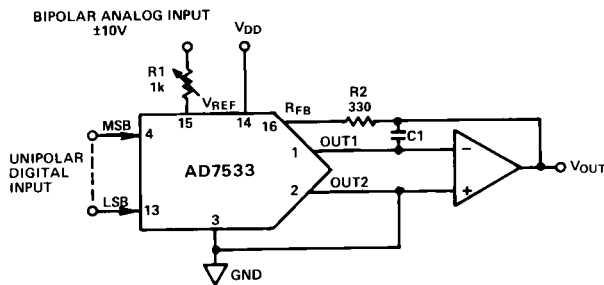 BIPOLAR ANALOG INPUT
±10V
VDD
R1
1k
VREF
R2
330
RFB
15
14
16
C1
MSB
4
1
OUT1
−
UNIPOLAR
DIGITAL
INPUT
AD7533
VOUT
2
OUT2
+
LSB
13
3
GND